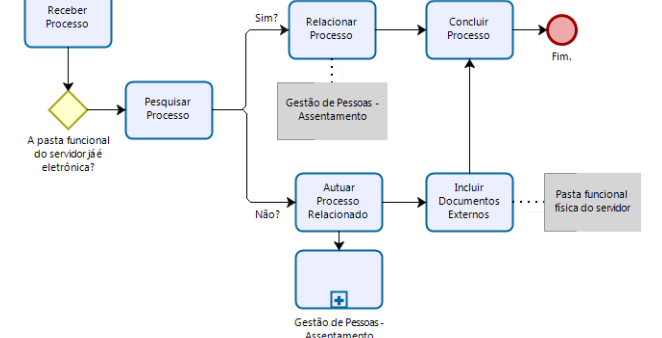 Receber
Processo
A pasta funcional
do servidor já é
eletrônica?
Pesquisar
Processo
Sim?
Relacionar
Processo
Gestão de Pessoas -
Assentamento
Concluir
Processo
Fim.
Não?
Autuar
Processo
Relacionado
Gestão de Pessoas -
Assentamento
Incluir
Documentos
Externos
Pasta funcional
física do servidor